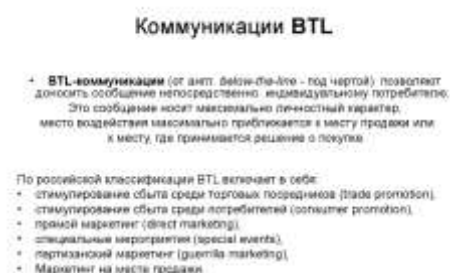 Коммуникации BTL
• BTL-коммуникации (от англ. below-the-line - под чертой) позволяют
доносить сообщение непосредственно индивидуальному потребителю.
Это сообщение носит максимально личностный характер,
место воздействия максимально приближается к месту продажи или
к месту, где принимается решение о покупке
По российской классификации BTL включает в себя:
• стимулирование сбыта среди торговых посредников (trade promotion),
• стимулирование сбыта среди потребителей (consumer promotion),
• прямой маркетинг (direct marketing),
• специальные мероприятия (special events),
• партизанский маркетинг (guerrilla marketing),
• Маркетинг на месте продажи